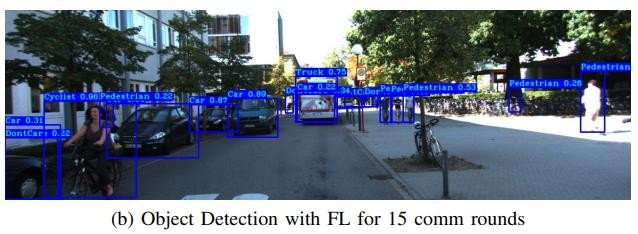 Truck 0.75
Pedestrian
Car 0.22
Pedestrian 0.26
Pedestrian 0.53
Cyclist 0.96
Pedestrian 0.22
Car 0.87
Car 0.89
Car 0.31
DontCare 0.22
(b) Object Detection with FL for 15 comm rounds